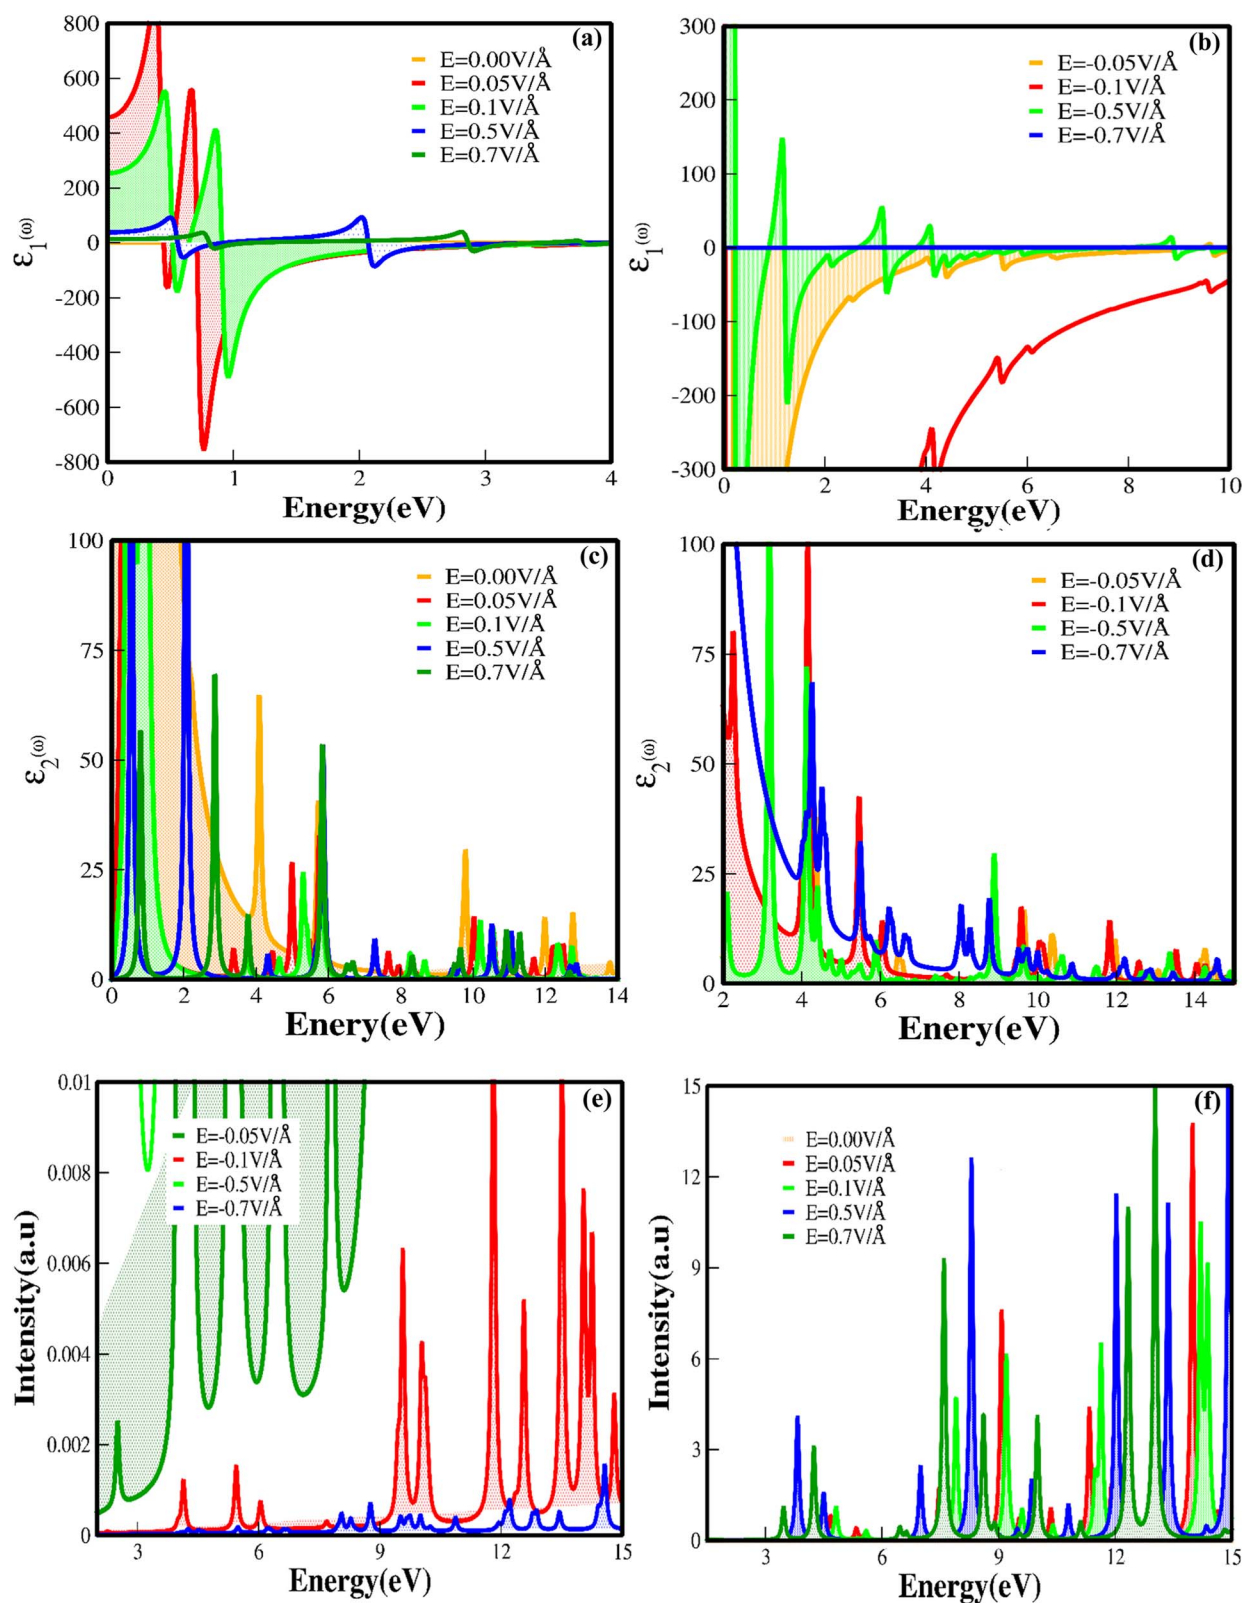 (a)
E=0.00V/Å
E=0.05V/Å
E=0.1V/Å
E=0.5V/Å
E=0.7V/Å
800
600
400
200
0
-200
-400
-600
-800
ε1(ω)
0 1 2 3 4
Energy(eV)
(b)
E=-0.05V/Å
E=-0.1V/Å
E=-0.5V/Å
E=-0.7V/Å
300
200
100
0
-100
-200
-300
ε1(ω)
0 2 4 6 8 10
Energy(eV)
(c)
E=0.00V/Å
E=0.05V/Å
E=0.1V/Å
E=0.5V/Å
E=0.7V/Å
100
75
50
25
0
ε2(ω)
0 2 4 6 8 10 12 14
Enery(eV)
(d)
E=-0.05V/Å
E=-0.1V/Å
E=-0.5V/Å
E=-0.7V/Å
100
75
50
25
0
ε2(ω)
2 4 6 8 10 12 14
Enery(eV)
(e)
E=-0.05V/Å
E=-0.1V/Å
E=-0.5V/Å
E=-0.7V/Å
0.01
0.008
0.006
0.004
0.002
0
Intensity(a.u)
3 6 9 12 15
Energy(eV)
(f)
E=0.00V/Å
E=0.05V/Å
E=0.1V/Å
E=0.5V/Å
E=0.7V/Å
15
12
9
6
3
0
Intensity(a.u)
3 6 9 12 15
Energy(eV)